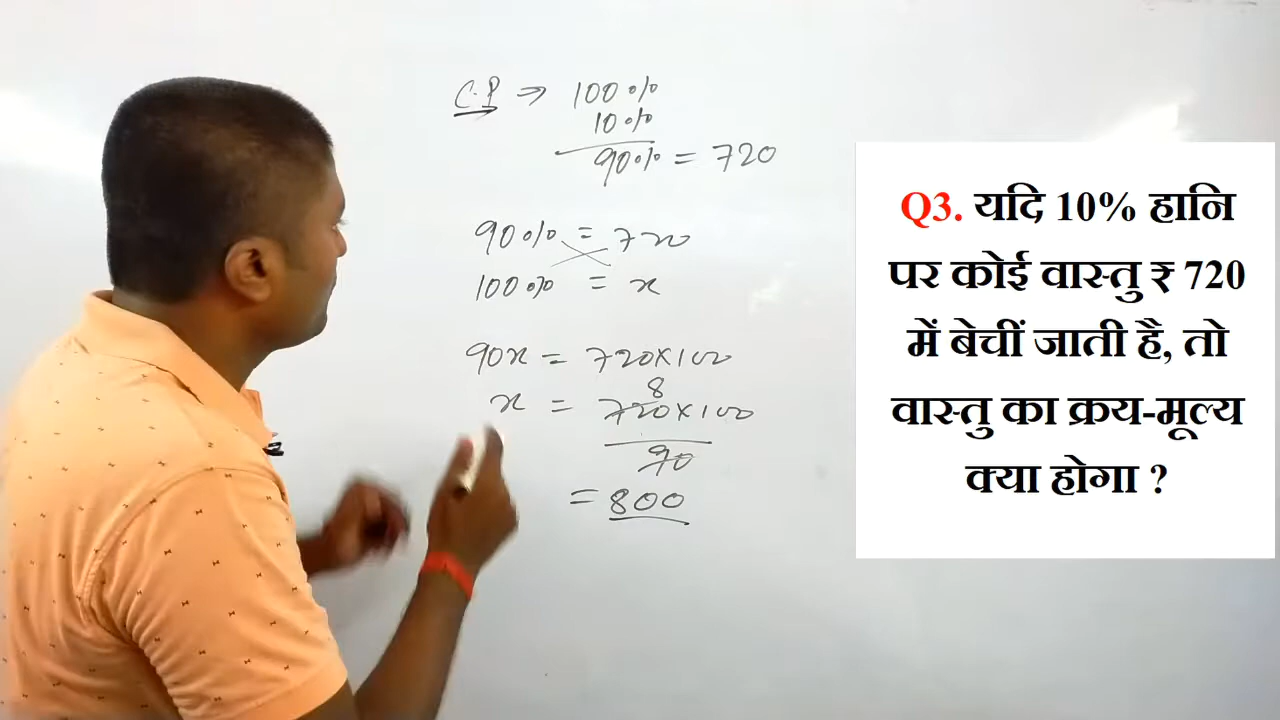 C.P ⇒ 100%
10%
90% = 720
90% = 720
100% = x
90x = 720×100
8
x = 720×100
90
= 800
Q3. यदि 10% हानि
पर कोई वास्तु ₹ 720
में बेचीं जाती है, तो
वास्तु का क्रय-मूल्य
क्या होगा ?